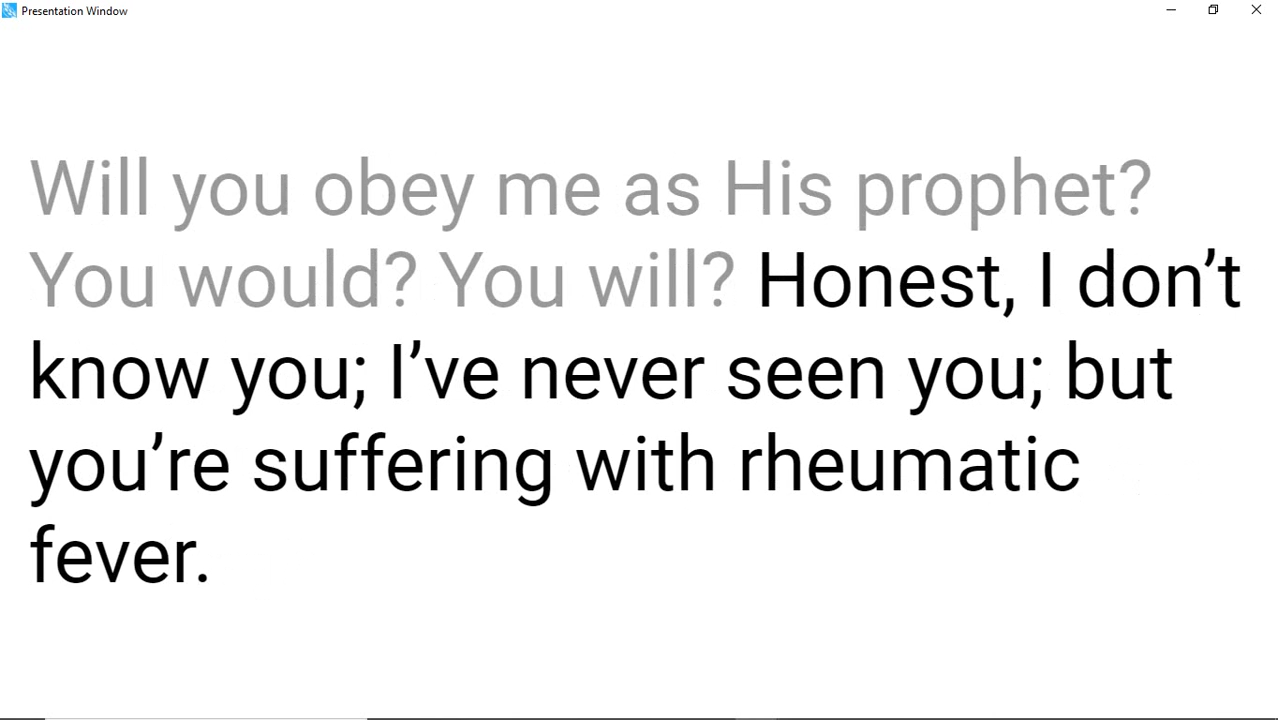 Presentation Window
Will you obey me as His prophet?
You would? You will? Honest, I don’t
know you; I’ve never seen you; but
you’re suffering with rheumatic
fever.